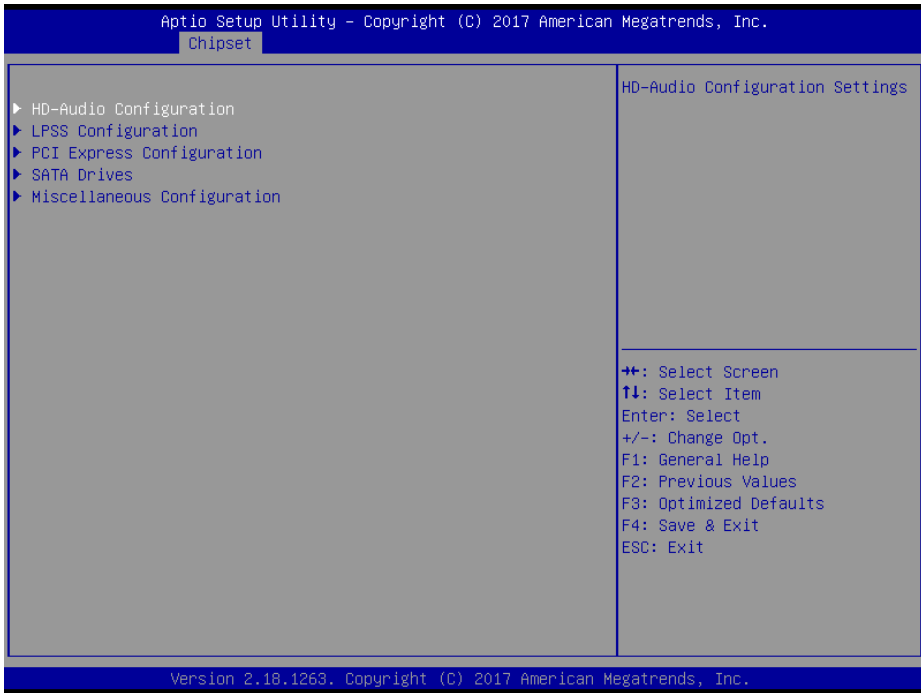 Aptio Setup Utility – Copyright (C) 2017 American Megatrends, Inc.
Chipset
▶ HD-Audio Configuration
▶ LPSS Configuration
▶ PCI Express Configuration
▶ SATA Drives
▶ Miscellaneous Configuration
HD-Audio Configuration Settings
→←: Select Screen
↑↓: Select Item
Enter: Select
+/-: Change Opt.
F1: General Help
F2: Previous Values
F3: Optimized Defaults
F4: Save & Exit
ESC: Exit
Version 2.18.1263. Copyright (C) 2017 American Megatrends, Inc.